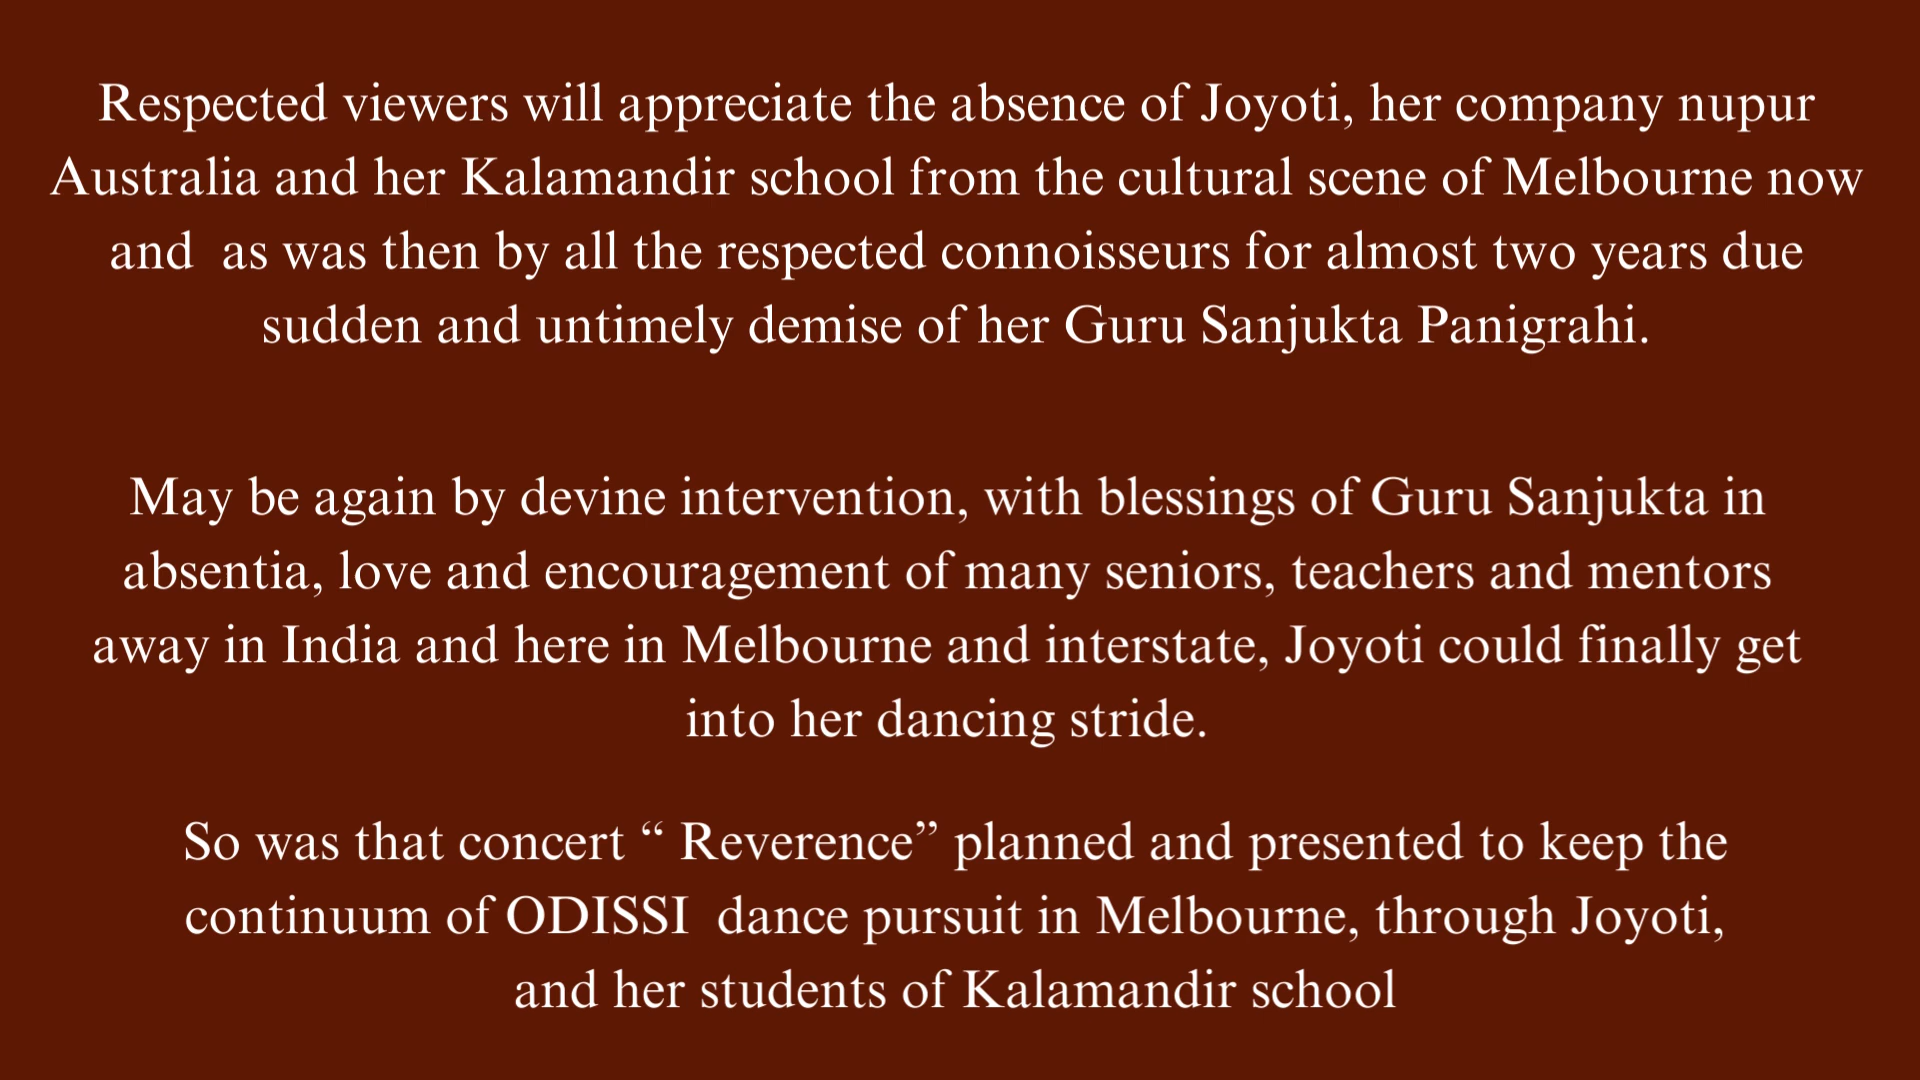 Respected viewers will appreciate the absence of Joyoti, her company nupur
Australia and her Kalamandir school from the cultural scene of Melbourne now
and  as was then by all the respected connoisseurs for almost two years due
sudden and untimely demise of her Guru Sanjukta Panigrahi.
May be again by devine intervention, with blessings of Guru Sanjukta in
absentia, love and encouragement of many seniors, teachers and mentors
away in India and here in Melbourne and interstate, Joyoti could finally get
into her dancing stride.
So was that concert “ Reverence” planned and presented to keep the
continuum of ODISSI  dance pursuit in Melbourne, through Joyoti,
and her students of Kalamandir school